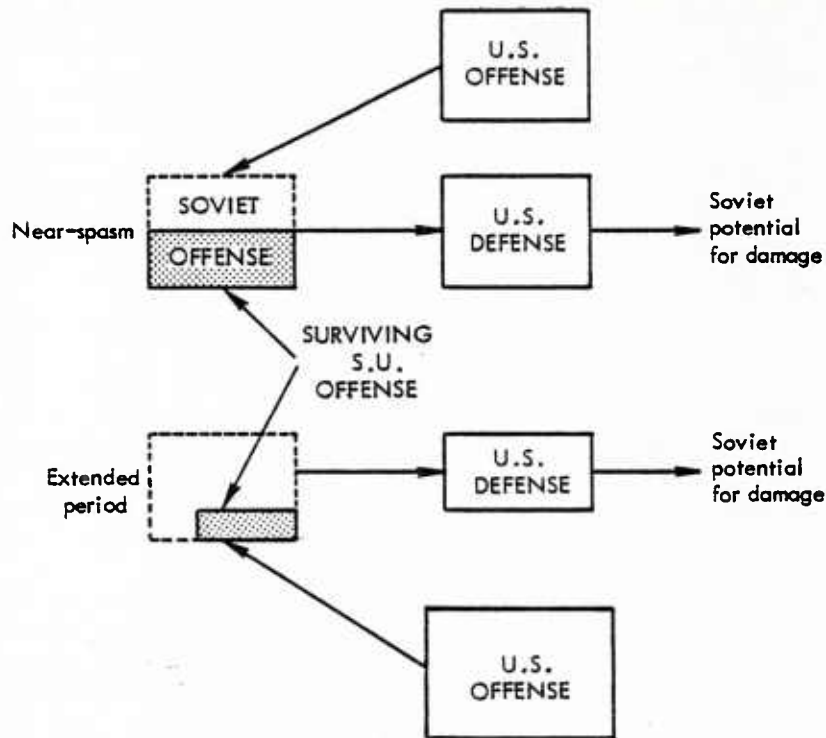 U.S.
OFFENSE
SOVIET
OFFENSE
Near-spasm
U.S.
DEFENSE
Soviet
potential
for damage
SURVIVING
S.U.
OFFENSE
Extended
period
U.S.
DEFENSE
Soviet
potential
for damage
U.S.
OFFENSE